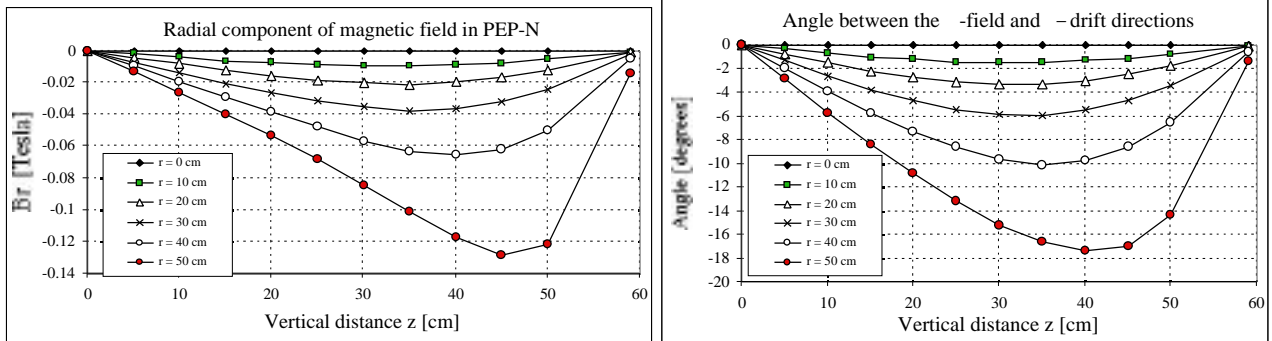 Radial component of magnetic field in PEP-N
0
-0.02
-0.04
-0.06
-0.08
-0.1
-0.12
-0.14
Br [Tesla]
r = 0 cm
r = 10 cm
r = 20 cm
r = 30 cm
r = 40 cm
r = 50 cm
0 10 20 30 40 50 60
Vertical distance z [cm]
Angle between the -field and – drift directions
0
-2
-4
-6
-8
-10
-12
-14
-16
-18
-20
Angle [degrees]
r = 0 cm
r = 10 cm
r = 20 cm
r = 30 cm
r = 40 cm
r = 50 cm
0 10 20 30 40 50 60
Vertical distance z [cm]